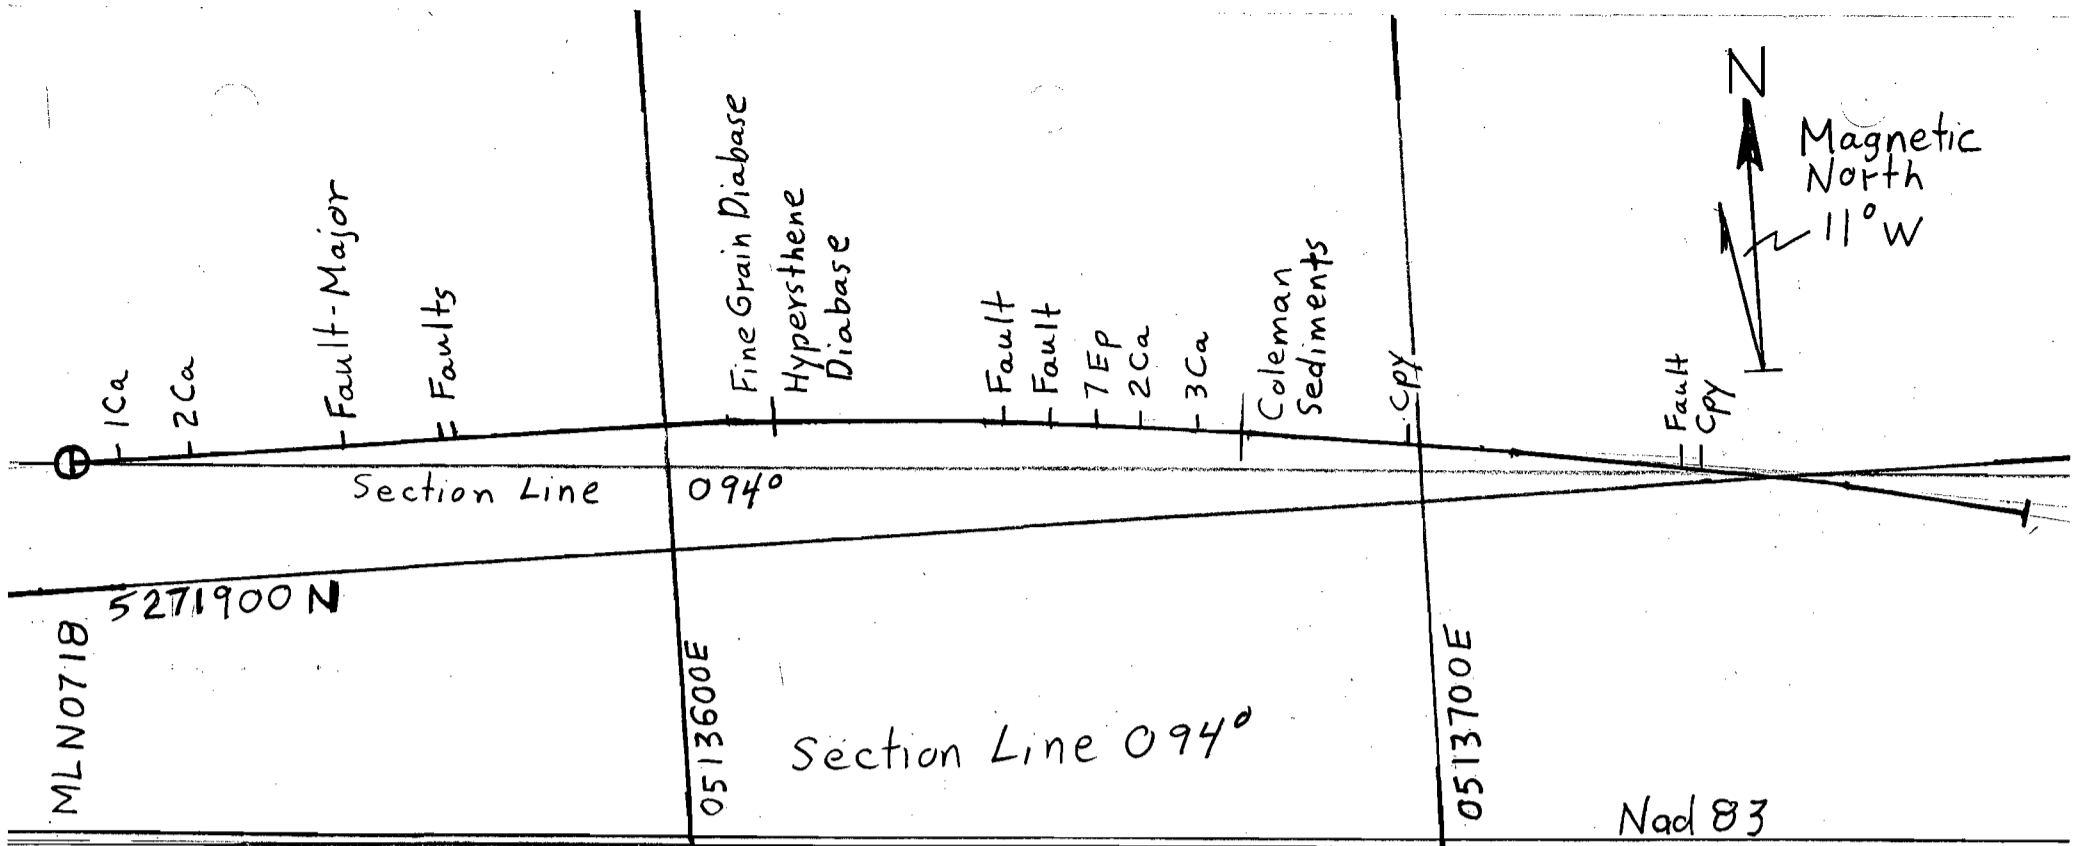 N
Magnetic
North
11°W
1Ca
2Ca
Fault-Major
Faults
Fine Grain Diabase
Hypersthene
Diabase
Fault
Fault
7Ep
2Ca
3Ca
Coleman
Sediments
Cpy
Fault
Cpy
Section Line 094°
5271900 N
MLN0718
0513600E
Section Line 094°
0513700E
Nad 83